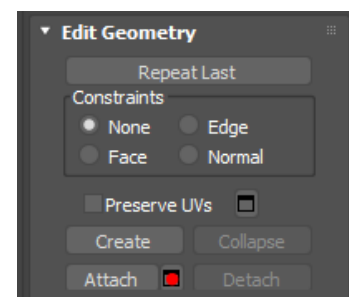 Edit Geometry
Repeat Last
Constraints
None Edge
Face Normal
Preserve UVs
Create Collapse
Attach Detach